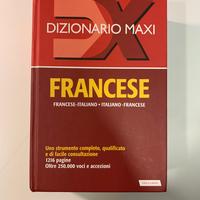 DX
DIZIONARIO MAXI
FRANCESE
FRANCESE-ITALIANO • ITALIANO-FRANCESE
Uno strumento completo, qualificato
e di facile consultazione
1216 pagine
Oltre 250.000 voci e accezioni